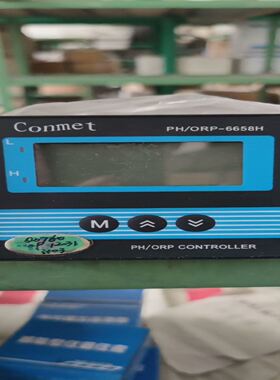 Conmet
PH/ORP-6658H
L
H
M
PH/ORP CONTROLLER